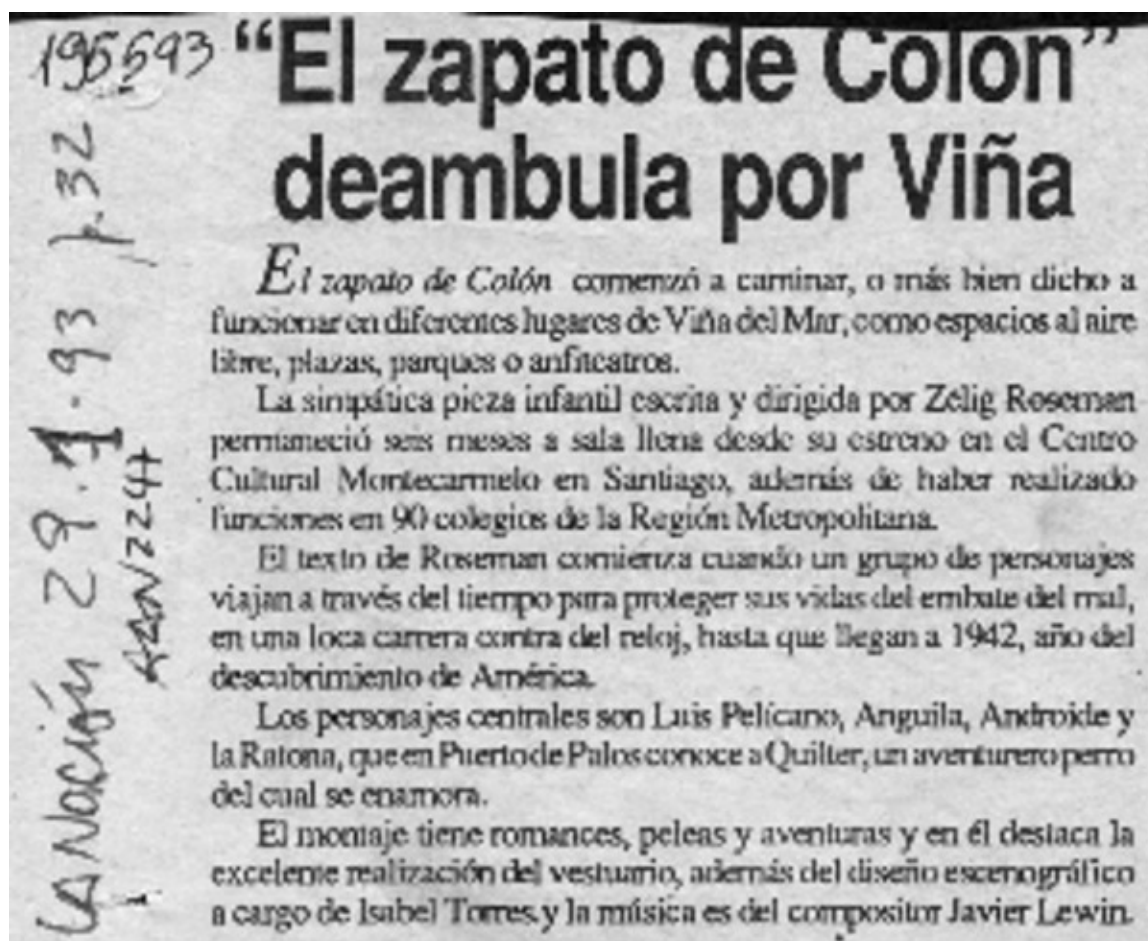 195593
"El zapato de Colón"
deambula por Viña
El zapato de Colón comenzó a caminar, o más bien dicho a
funcionar en diferentes lugares de Viña del Mar, como espacios al aire
libre, plazas, parques o anfiteatros.
La simpática pieza infantil escrita y dirigida por Zélig Roseman
permaneció seis meses a sala llena desde su estreno en el Centro
Cultural Montecarmelo en Santiago, además de haber realizado
funciones en 90 colegios de la Región Metropolitana.
El texto de Roseman comienza cuando un grupo de personajes
viajan a través del tiempo para proteger sus vidas del embate del mal,
en una loca carrera contra del reloj, hasta que llegan a 1942, año del
descubrimiento de América.
Los personajes centrales son Luis Pelícano, Anguila, Androide y
la Ratona, que en Puerto de Palos conoce a Quilter, un aventurero perro
del cual se enamora.
El montaje tiene romances, peleas y aventuras y en él destaca la
excelente realización del vestuario, además del diseño escenográfico
a cargo de Isabel Torres y la música es del compositor Javier Lewin.
LA NACIÓN 29.1.93 p.32